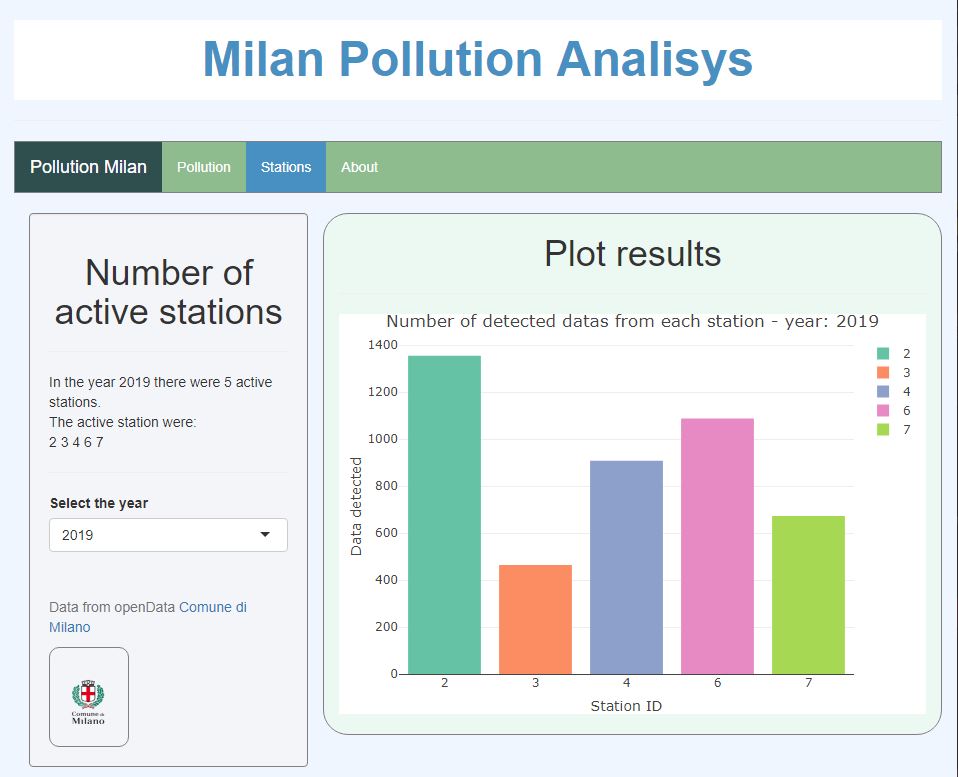 Milan Pollution Analisys
Pollution Milan
Pollution
Stations
About
Number of
active stations
In the year 2019 there were 5 active
stations.
The active station were:
2 3 4 6 7
Select the year
2019
Data from openData Comune di
Milano
Comune di
Milano
Plot results
Number of detected datas from each station - year: 2019
1400
1200
1000
800
600
400
200
0
Data detected
2
3
4
6
7
Station ID
2
3
4
6
7